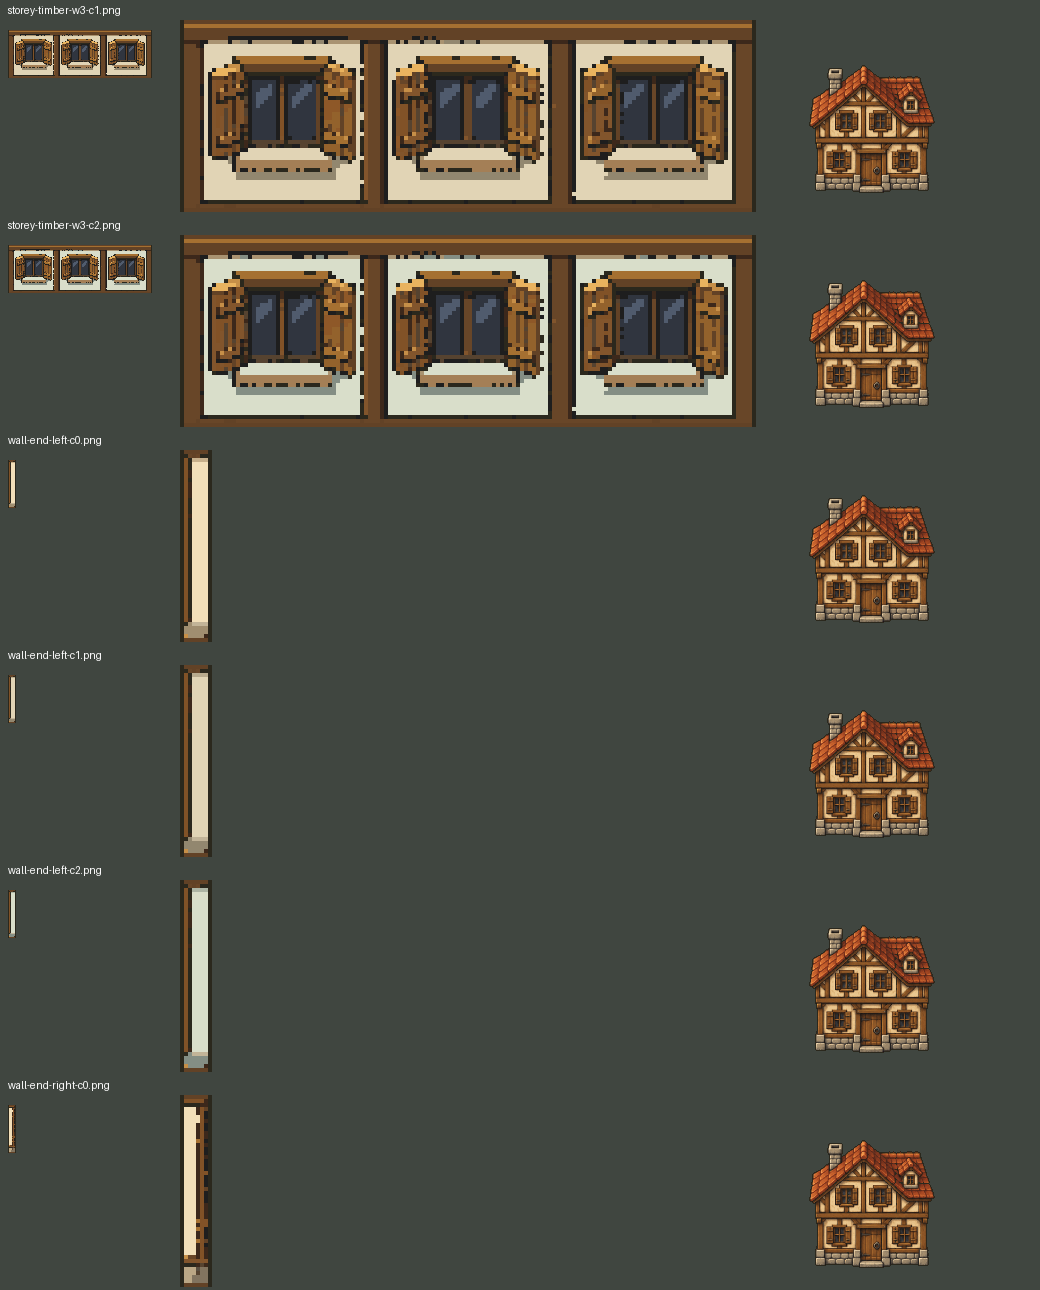 storey-timber-w3-c1.png
storey-timber-w3-c2.png
wall-end-left-c0.png
wall-end-left-c1.png
wall-end-left-c2.png
wall-end-right-c0.png